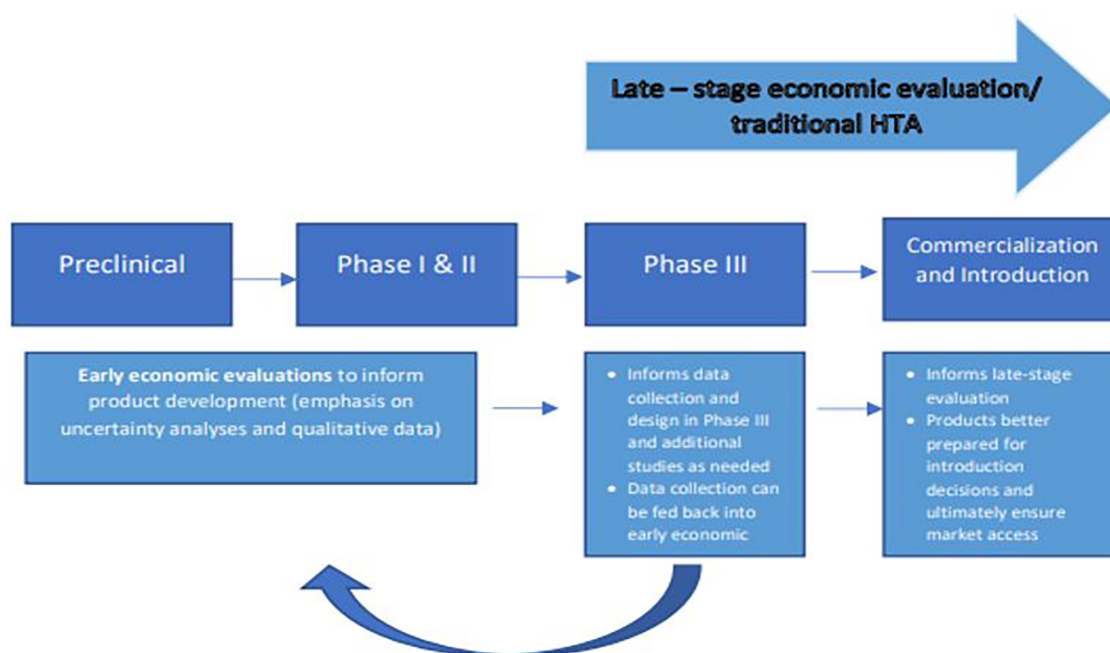 Late – stage economic evaluation/
traditional HTA
Preclinical
Phase I & II
Phase III
Commercialization
and Introduction
Early economic evaluations to inform
product development (emphasis on
uncertainty analyses and qualitative data)
• Informs data
collection and
design in Phase III
and additional
studies as needed
• Data collection can
be fed back into
early economic
• Informs late-stage
evaluation
• Products better
prepared for
introduction
decisions and
ultimately ensure
market access